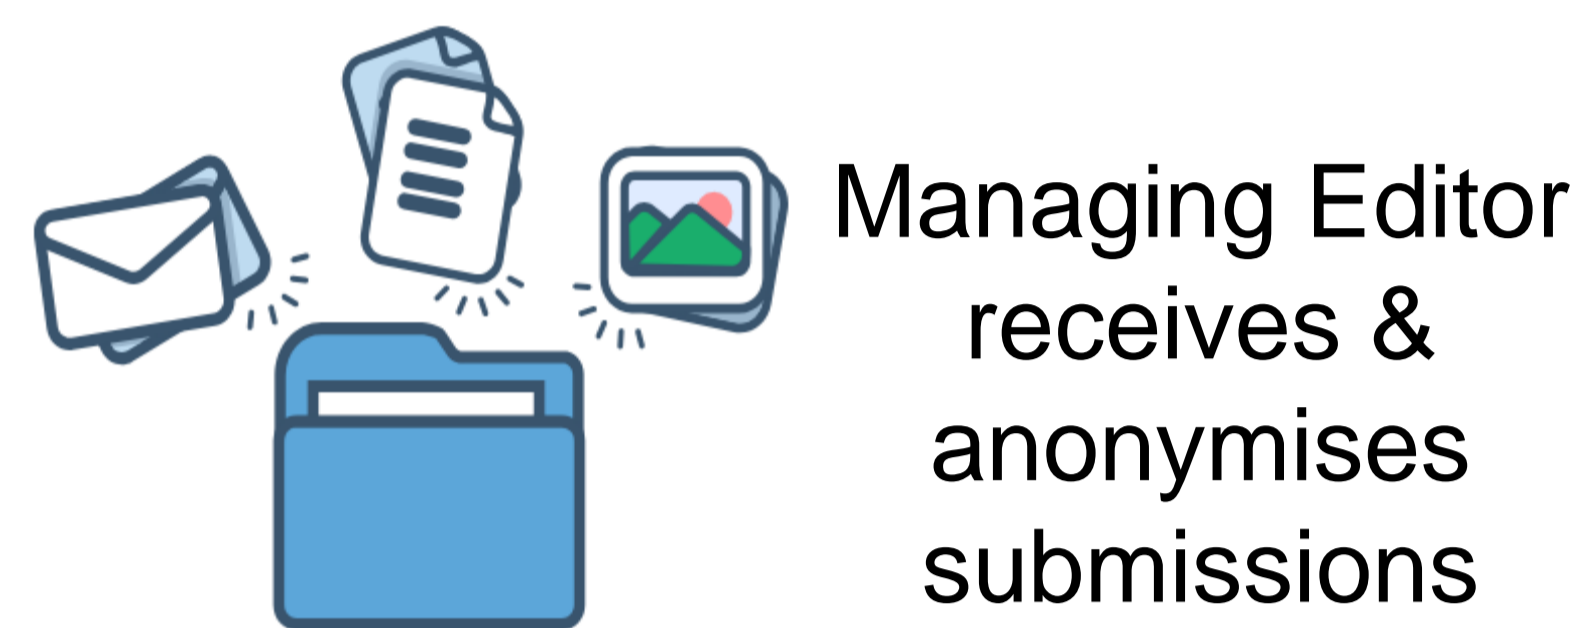 Managing Editor
receives &
anonymises
submissions